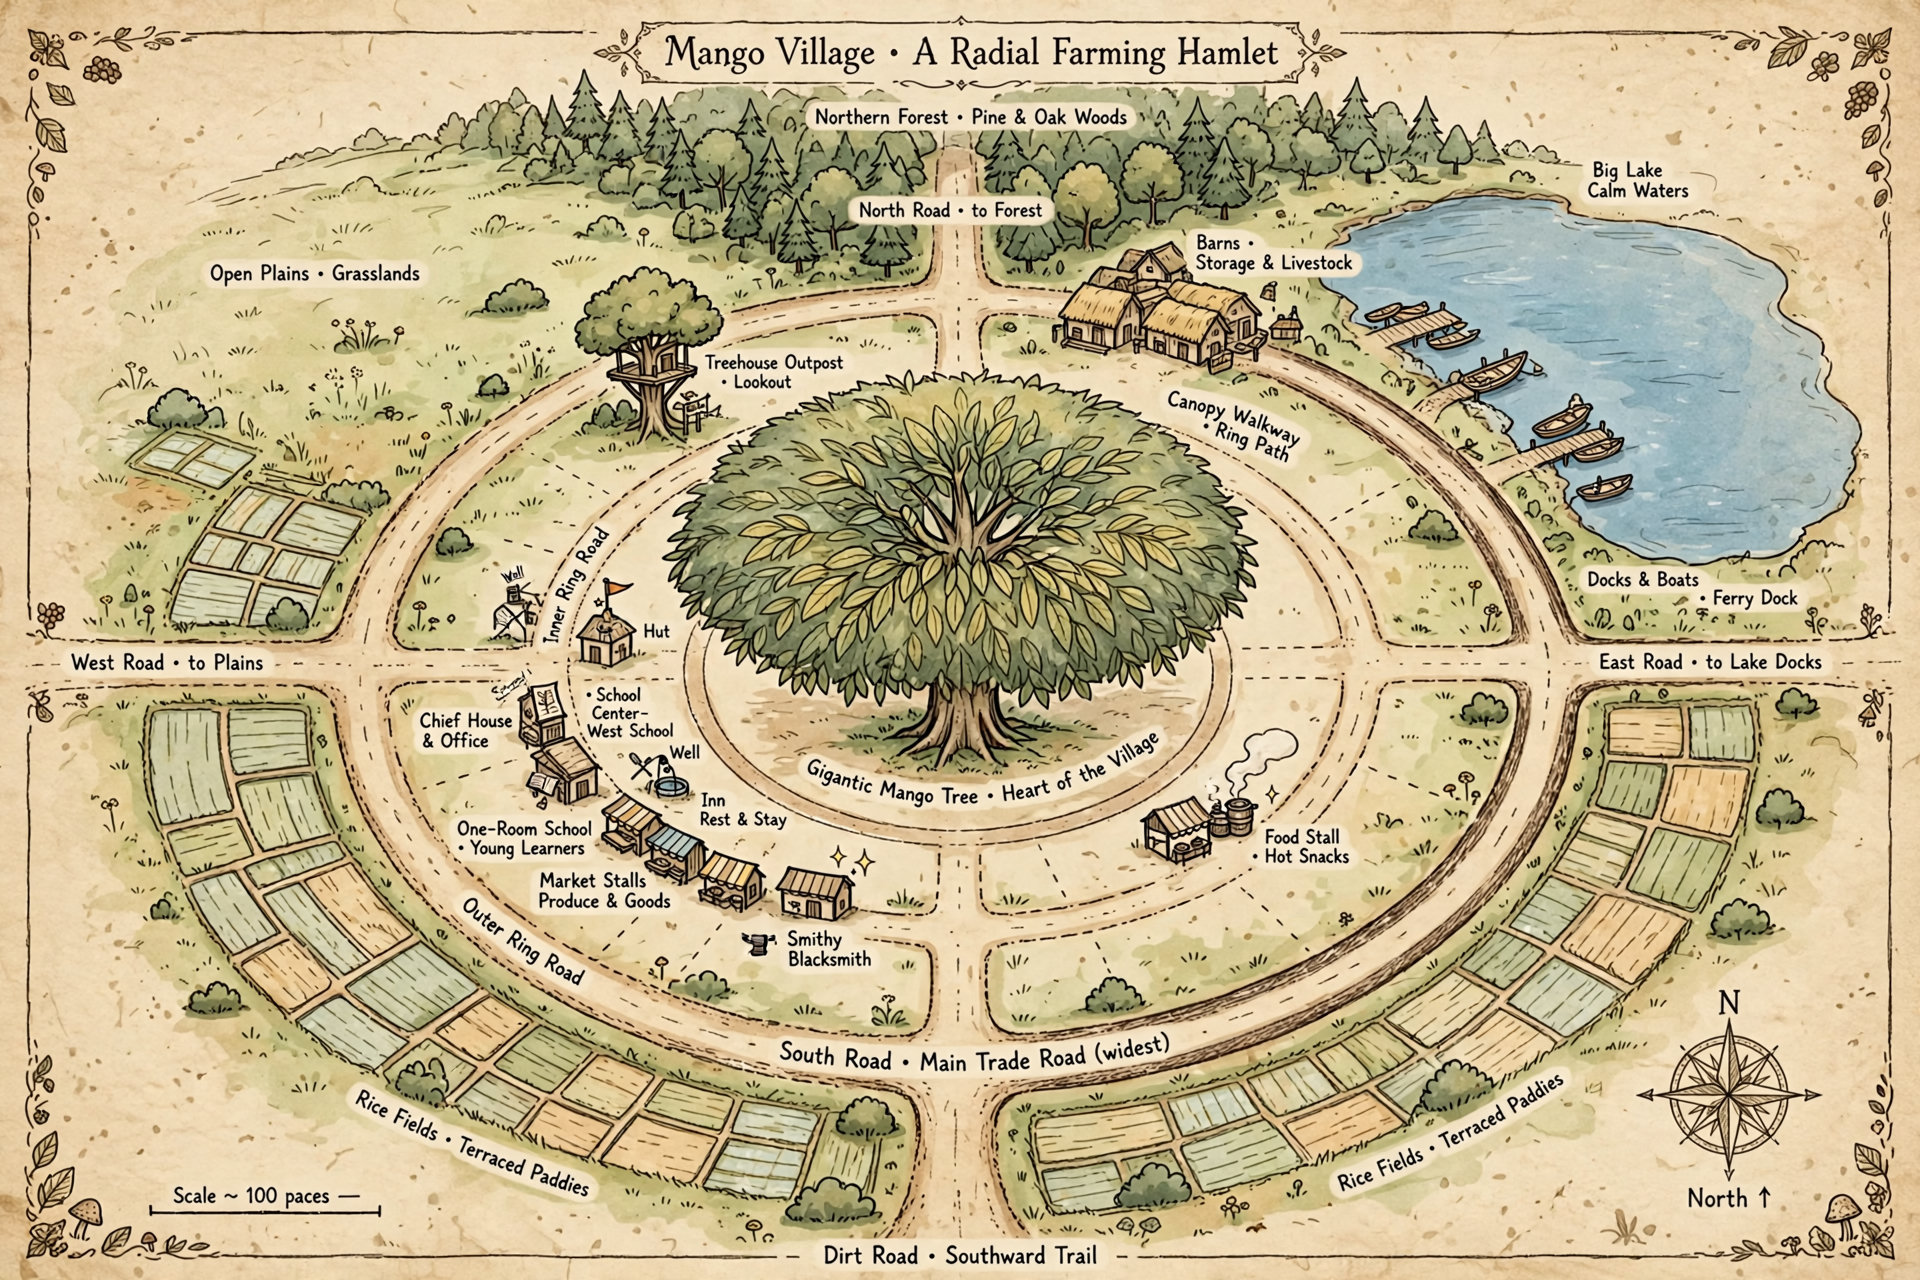 Mango Village • A Radial Farming Hamlet
Northern Forest • Pine & Oak Woods
Big Lake
Calm Waters
North Road • to Forest
Barns •
Storage & Livestock
Open Plains • Grasslands
Treehouse Outpost
• Lookout
Canopy Walkway
• Ring Path
Inner Ring Road
Well
Hut
Docks & Boats
• Ferry Dock
West Road • to Plains
East Road • to Lake Docks
• School
Center–
West School
Chief House
& Office
Well
Gigantic Mango Tree • Heart of the Village
Inn
Rest & Stay
One-Room School
• Young Learners
Food Stall
• Hot Snacks
Market Stalls
Produce & Goods
Outer Ring Road
Smithy
Blacksmith
South Road • Main Trade Road (widest)
N
Rice Fields • Terraced Paddies
Rice Fields • Terraced Paddies
Scale ~ 100 paces —
North ↑
Dirt Road • Southward Trail